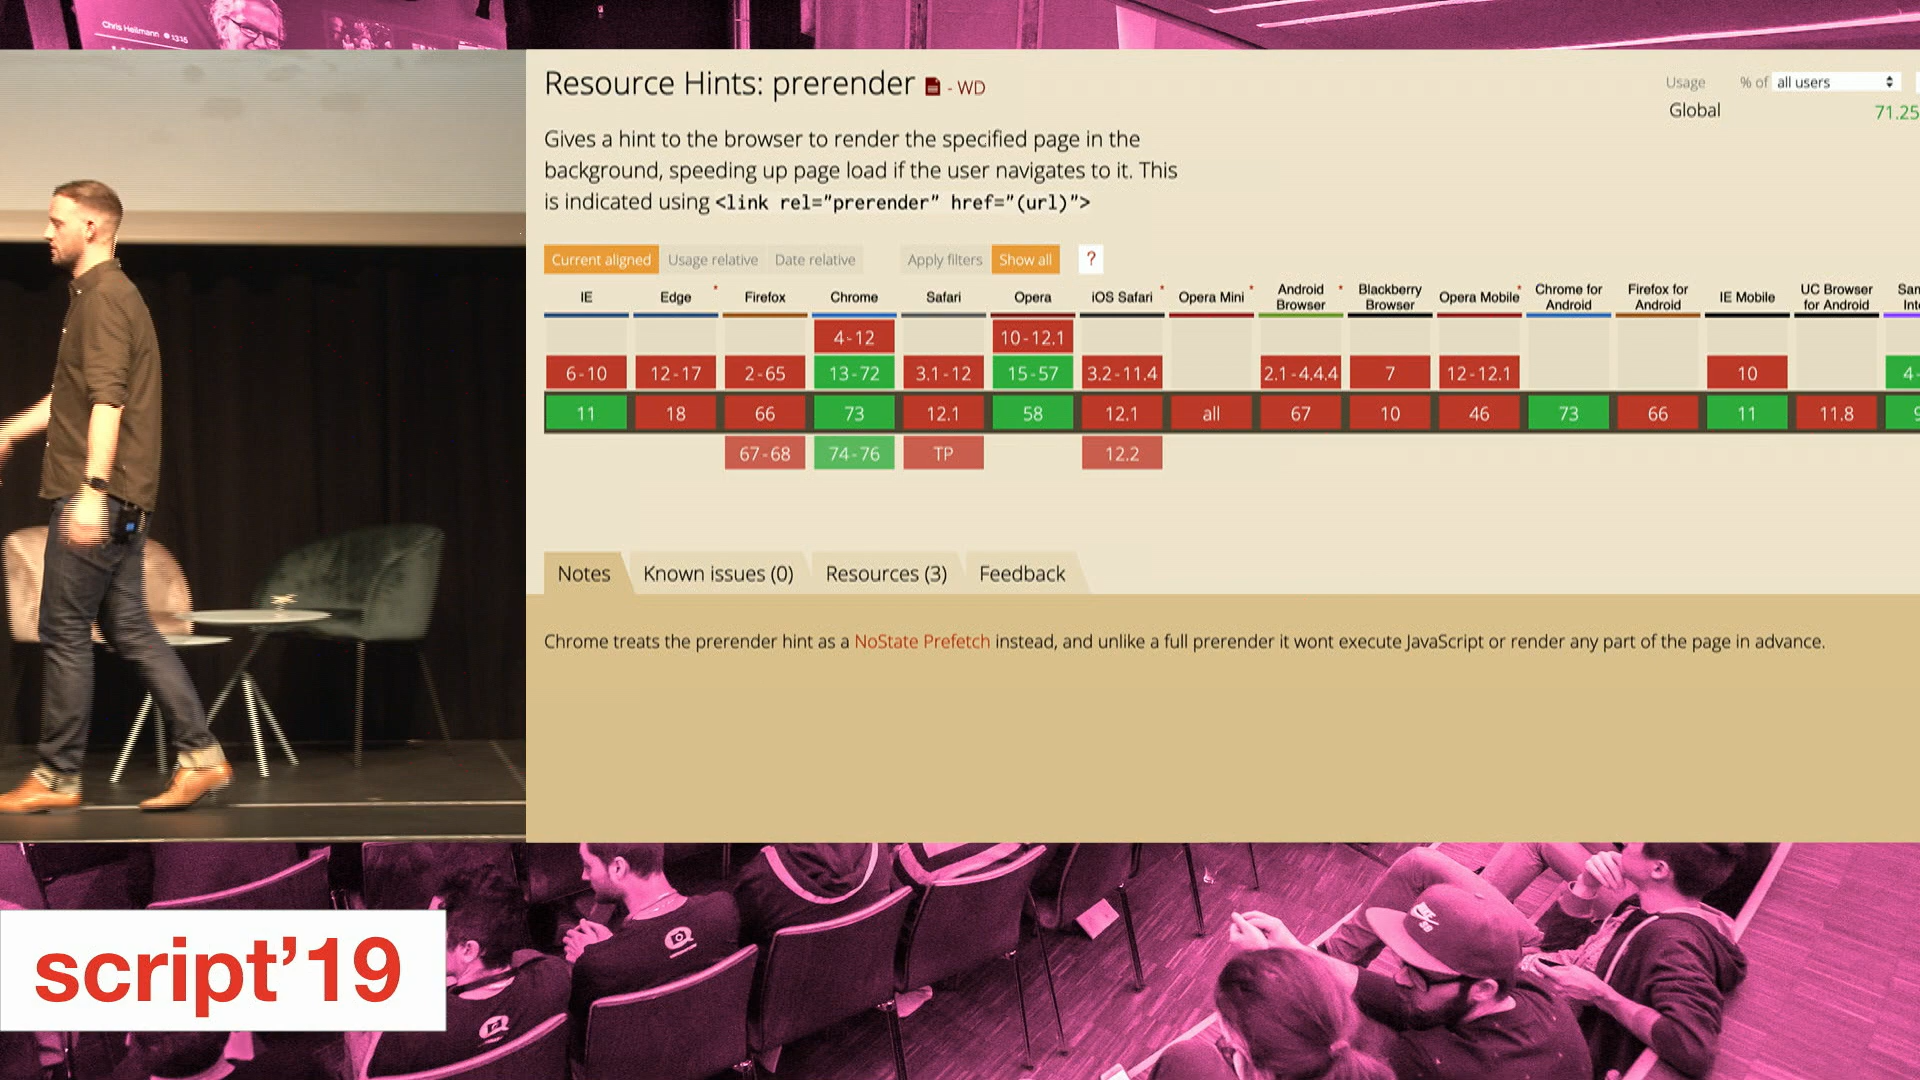 Chris Heilmann 13:15
Resource Hints: prerender - WD
Usage % of all users
Global 71.25
Gives a hint to the browser to render the specified page in the
background, speeding up page load if the user navigates to it. This
is indicated using <link rel="prerender" href="(url)">
Current aligned Usage relative Date relative Apply filters Show all ?
IE Edge * Firefox Chrome Safari Opera iOS Safari * Opera Mini * Android Browser * Blackberry Browser Opera Mobile * Chrome for Android Firefox for Android IE Mobile UC Browser for Android
4-12 10-12.1
6-10 12-17 2-65 13-72 3.1-12 15-57 3.2-11.4 2.1-4.4.4 7 12-12.1 10 4-
11 18 66 73 12.1 58 12.1 all 67 10 46 73 66 11 11.8
67-68 74-76 TP 12.2
Notes Known issues (0) Resources (3) Feedback
Chrome treats the prerender hint as a NoState Prefetch instead, and unlike a full prerender it wont execute JavaScript or render any part of the page in advance.
script'19